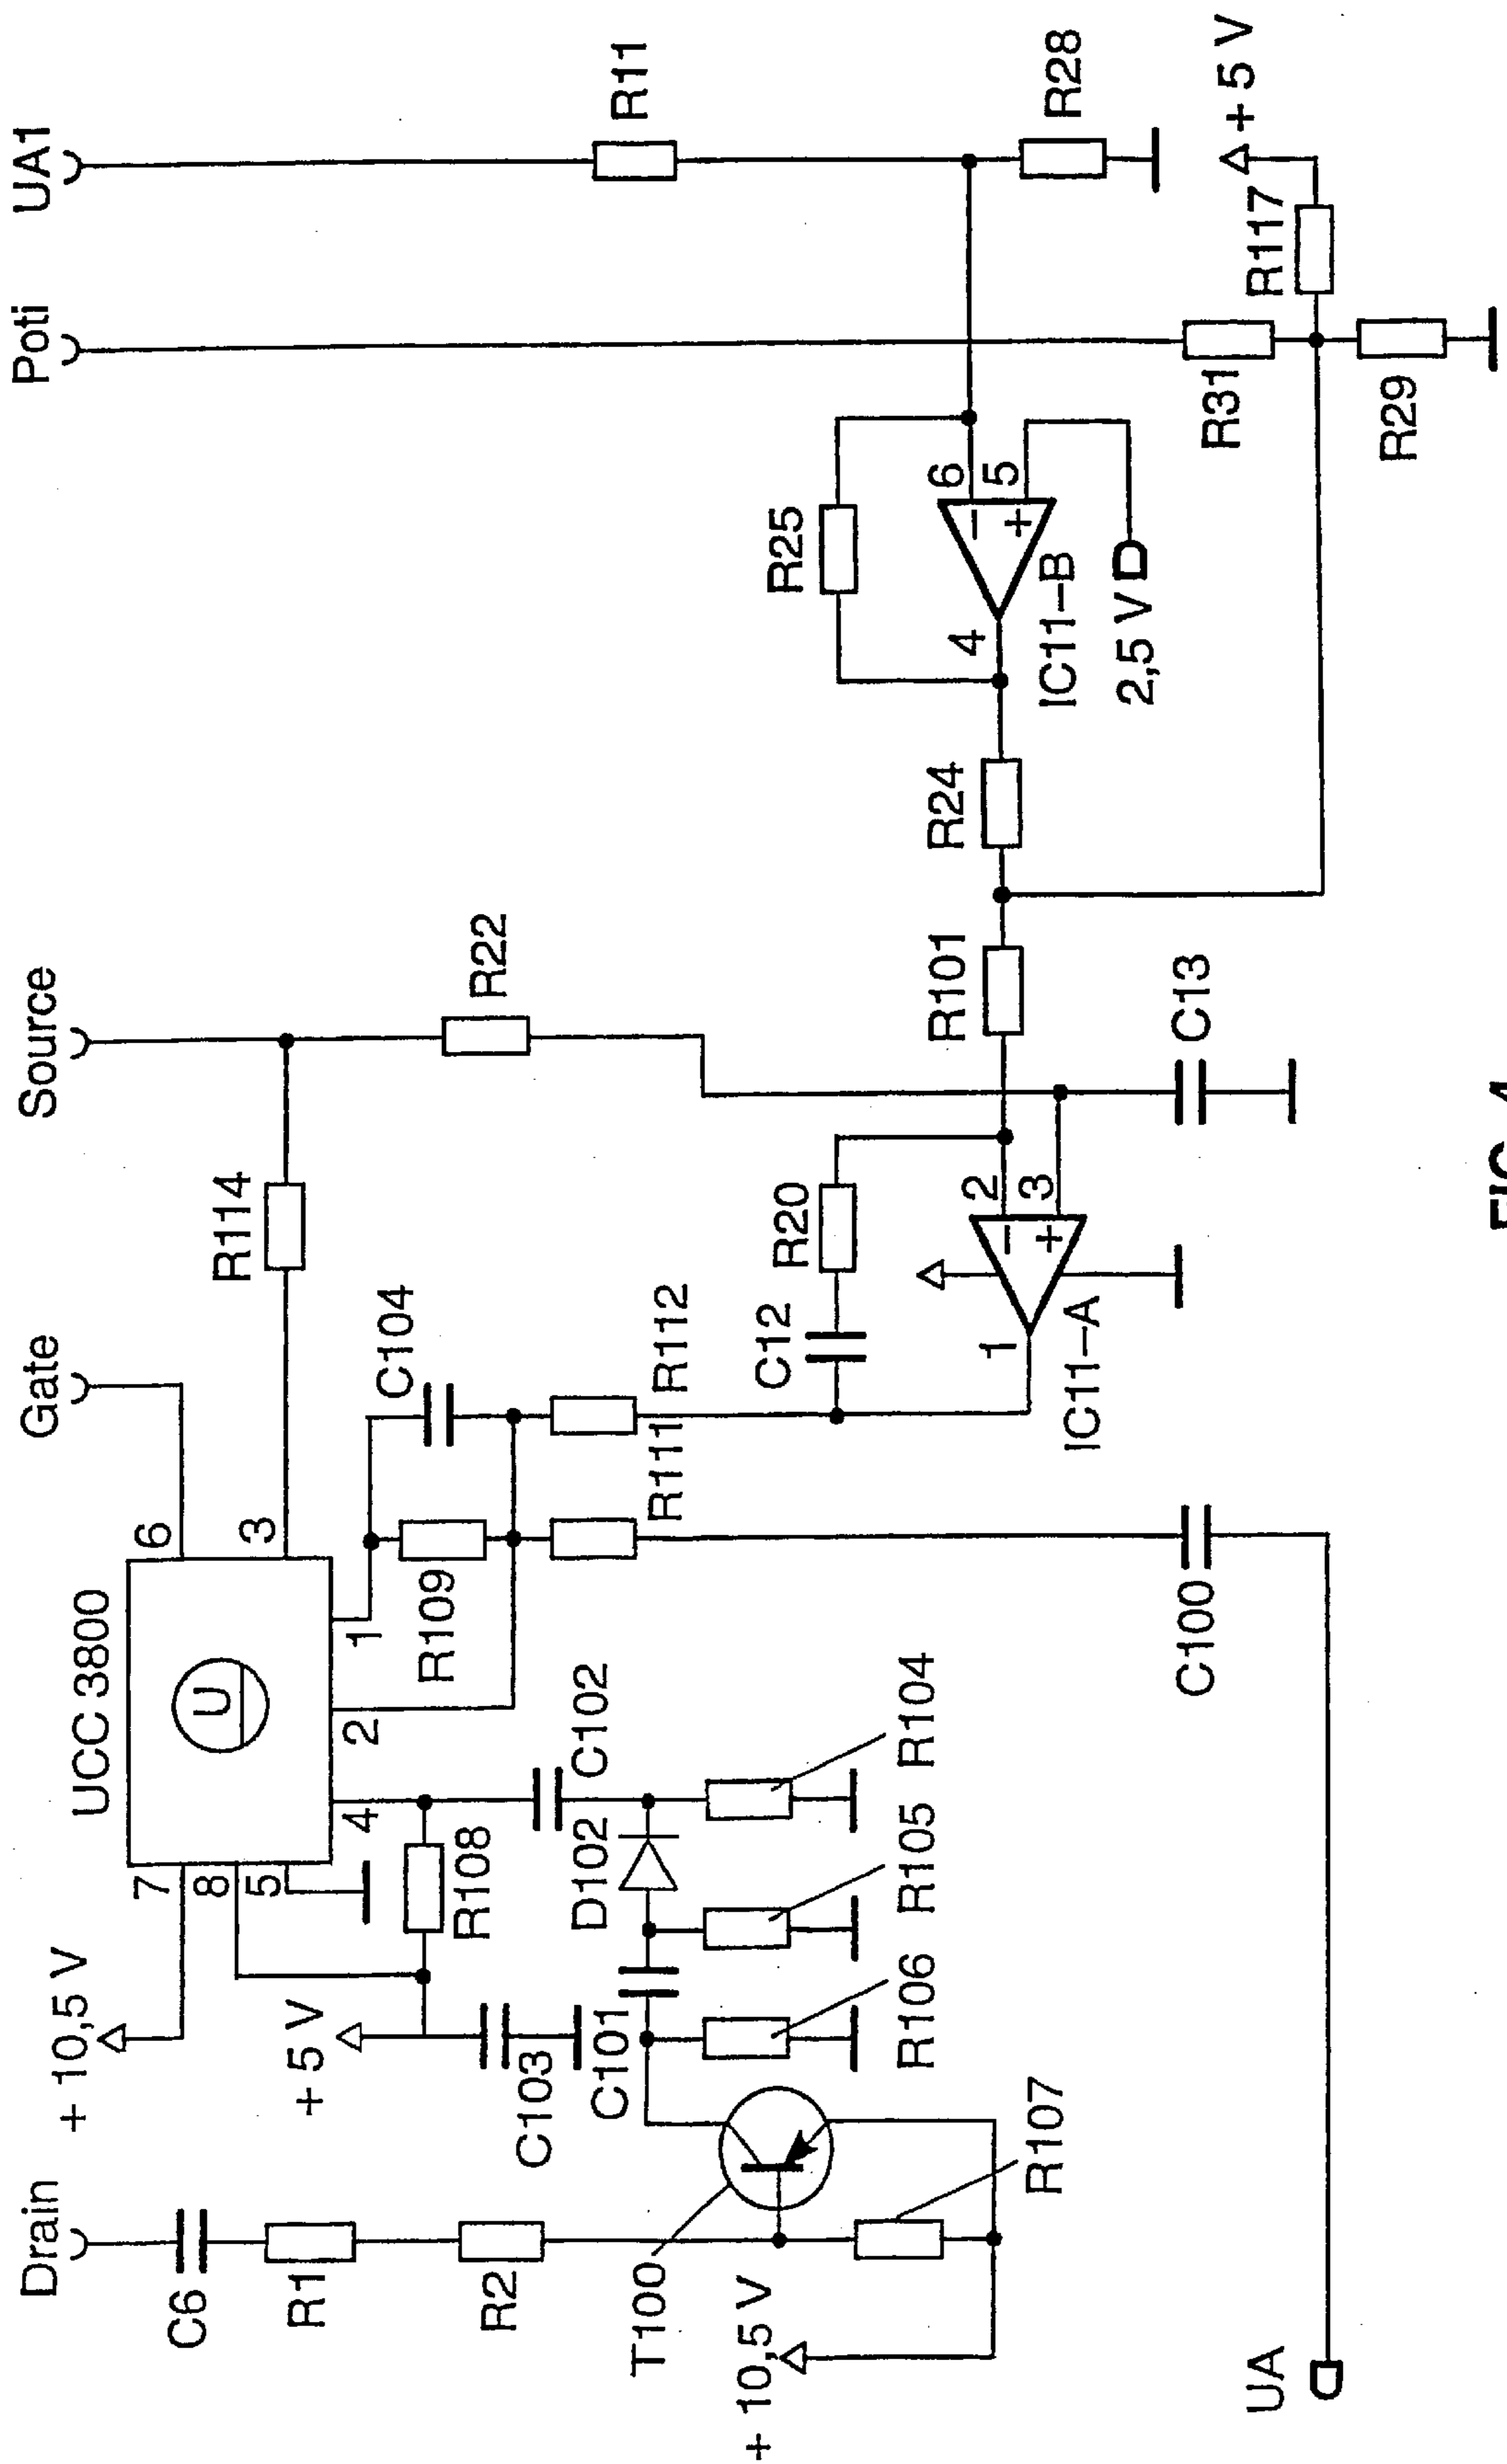 Drain
Gate
Source
Poti
UA1
C6
+ 10,5 V
UCC 3800
U
7
8
5
6
3
4
2
1
R114
R22
R11
R1
+ 5 V
R108
R109
C104
R2
C103
C101
D102
C102
R111
R112
C12
R20
R25
T100
+ 10,5 V
R107
R106
R105
R104
1
2
3
−
+
IC11–A
R101
R24
4
6
5
−
+
IC11–B
2,5 V
R28
C100
C13
R31
R117
+ 5 V
R29
UA
FIG. 4